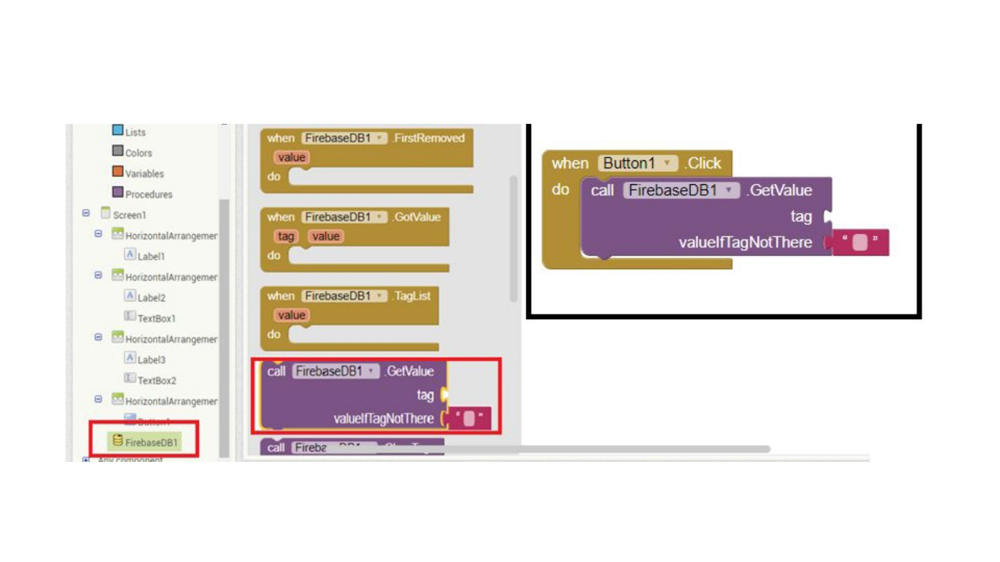 Lists
Colors
Variables
Procedures
Screen1
HorizontalArrangemer
Label1
HorizontalArrangemer
Label2
TextBox1
HorizontalArrangemer
Label3
TextBox2
HorizontalArrangemer
Button1
FirebaseDB1
Any component
when FirebaseDB1 .FirstRemoved
value
do
when FirebaseDB1 .GotValue
tag value
do
when FirebaseDB1 .TagList
value
do
call FirebaseDB1 .GetValue
tag
valueIfTagNotThere " "
call Fireba
when Button1 .Click
do call FirebaseDB1 .GetValue
tag
valueIfTagNotThere “ ”